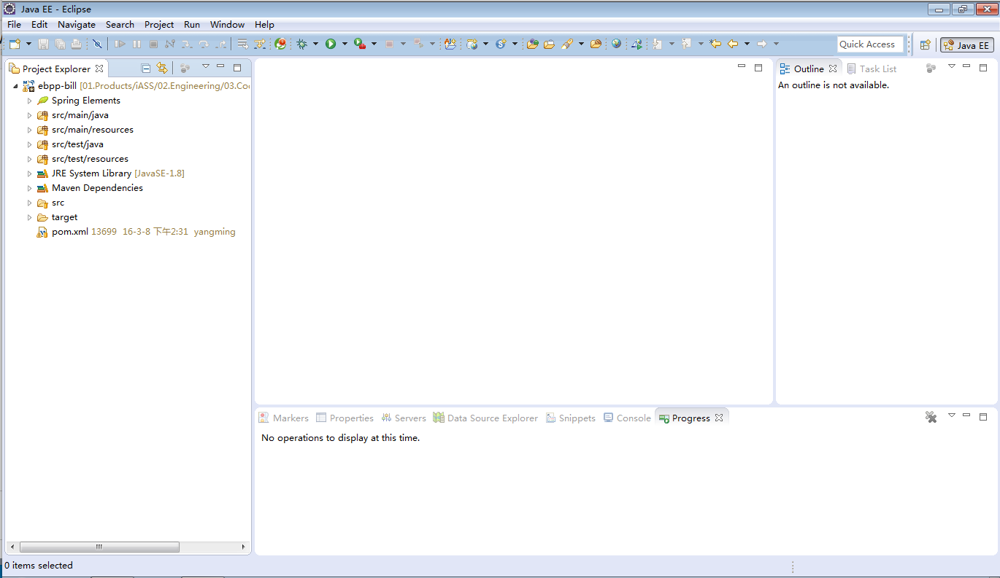 Java EE - Eclipse
File Edit Navigate Search Project Run Window Help
Quick Access
Java EE
Project Explorer
ebpp-bill [01.Products/iASS/02.Engineering/03.Co
Spring Elements
src/main/java
src/main/resources
src/test/java
src/test/resources
JRE System Library [JavaSE-1.8]
Maven Dependencies
src
target
pom.xml 13699 16-3-8 下午2:31 yangming
Outline Task List
An outline is not available.
Markers Properties Servers Data Source Explorer Snippets Console Progress
No operations to display at this time.
0 items selected